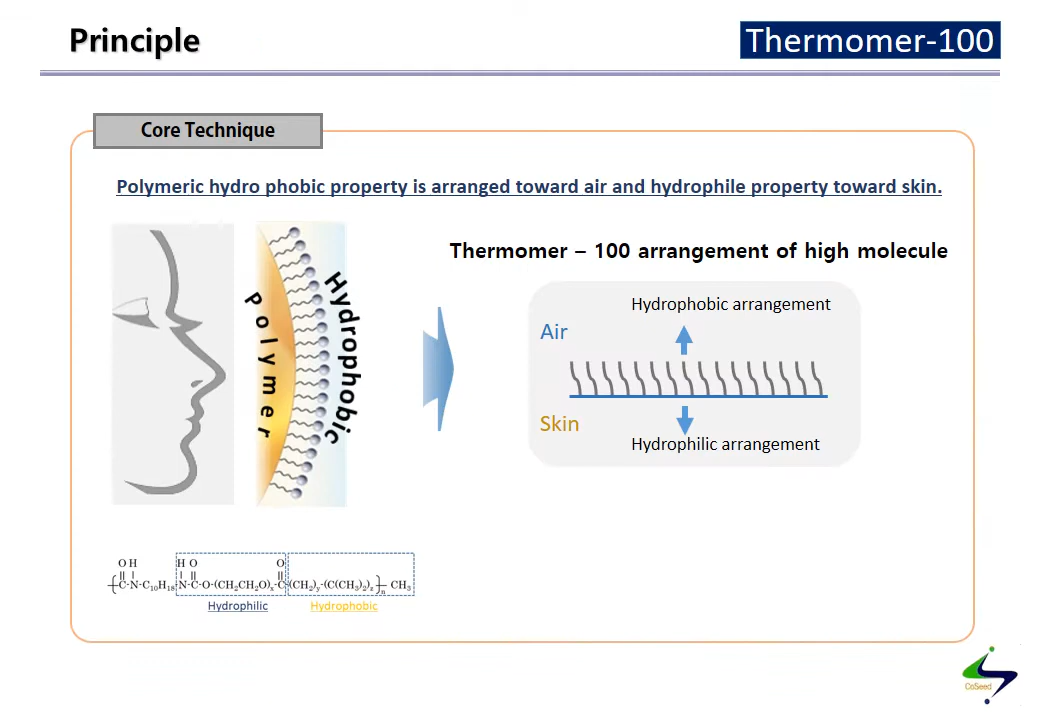 Principle
Thermomer-100
Core Technique
Polymeric hydro phobic property is arranged toward air and hydrophile property toward skin.
Polymer
Hydrophobic
Thermomer – 100 arrangement of high molecule
Hydrophobic arrangement
Air
Skin
Hydrophilic arrangement
O H H O O
{C-N-C₁₀H₁₈-N-C-O-(CH₂CH₂O)ₓ-C-(CH₂)ᵧ-(C(CH₃)₂)ₓ}ₙ CH₃
Hydrophilic
Hydrophobic
CoSeed